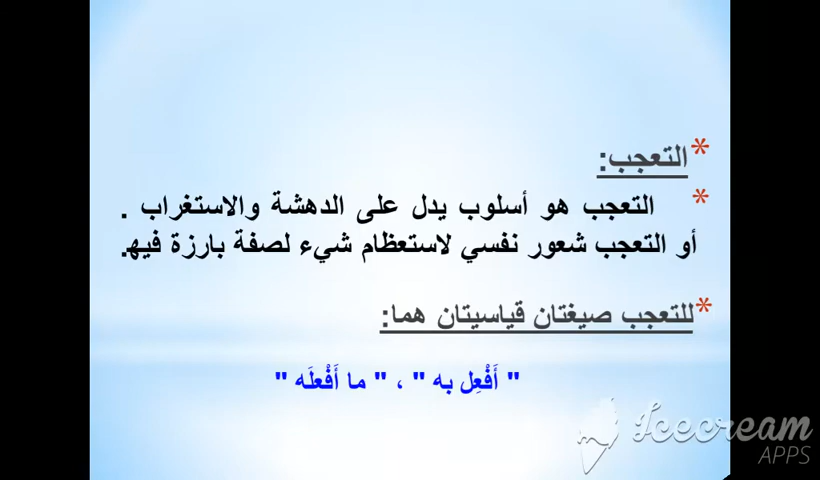 *التعجب:
* التعجب هو أسلوب يدل على الدهشة والاستغراب .
أو التعجب شعور نفسي لاستعظام شيء لصفة بارزة فيه.
*للتعجب صيغتان قياسيتان هما:
" أَفْعِل به " ، " ما أَفْعلَه "
Icecream
APPS